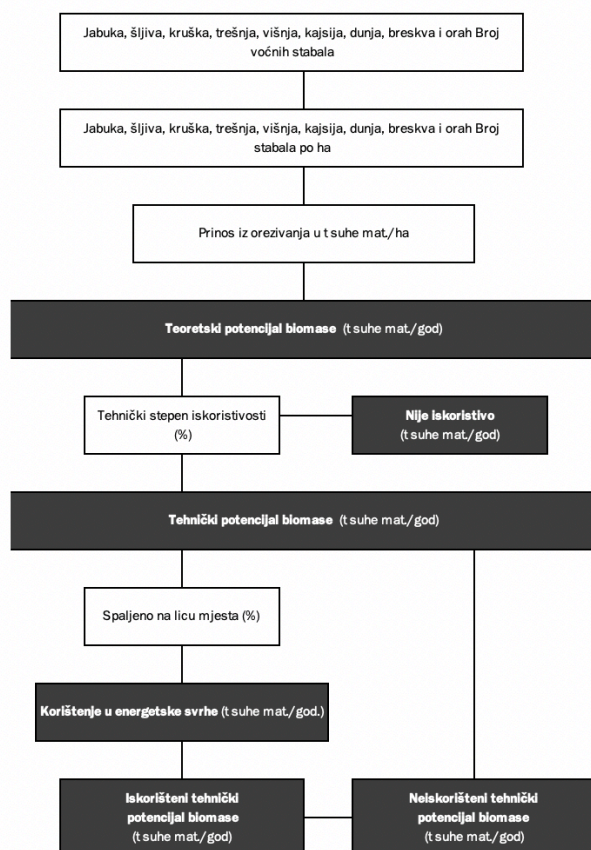 Jabuka, šljiva, kruška, trešnja, višnja, kajsija, dunja, breskva i orah Broj
voćnih stabala
Jabuka, šljiva, kruška, trešnja, višnja, kajsija, dunja, breskva i orah Broj
stabala po ha
Prinos iz orezivanja u t suhe mat./ha
Teoretski potencijal biomase (t suhe mat./god)
Tehnički stepen iskoristivosti
(%)
Nije iskoristivo
(t suhe mat./god)
Tehnički potencijal biomase (t suhe mat./god)
Spaljeno na licu mjesta (%)
Korištenje u energetske svrhe (t suhe mat./god.)
Iskorišteni tehnički
potencijal biomase
(t suhe mat./god)
Neiskorišteni tehnički
potencijal biomase
(t suhe mat./god)